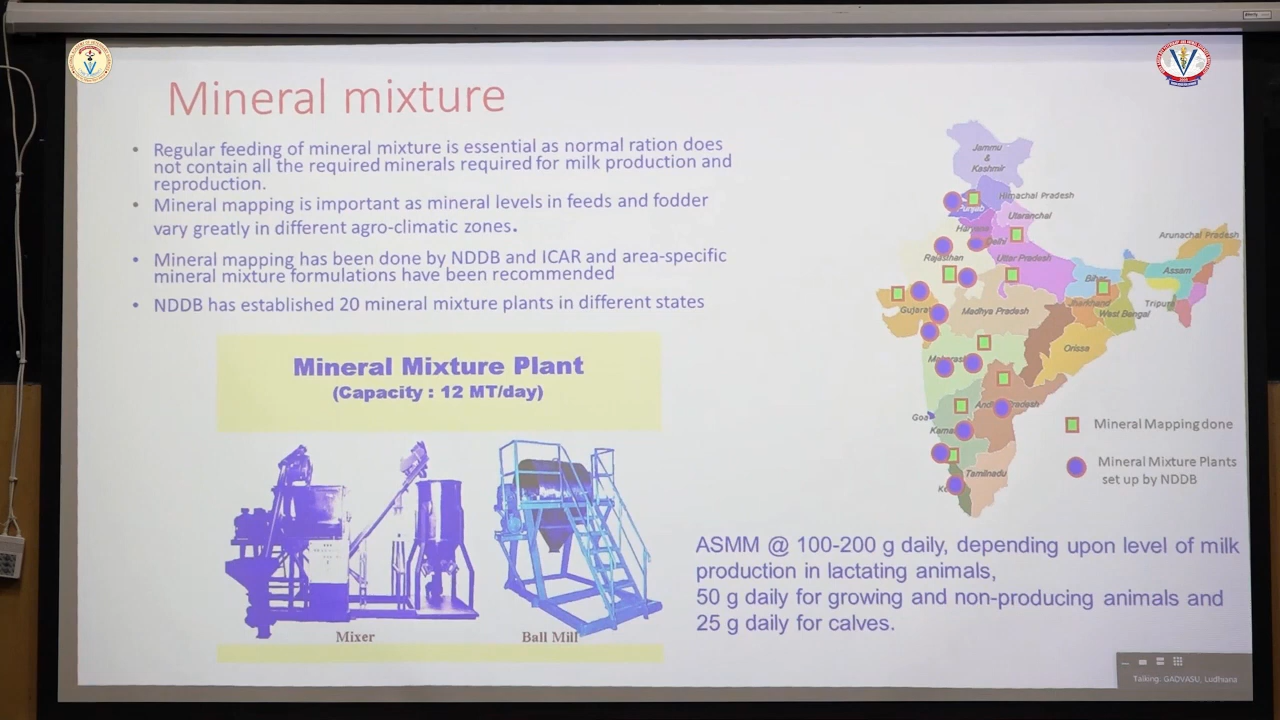 Mineral mixture
• Regular feeding of mineral mixture is essential as normal ration does
not contain all the required minerals required for milk production and
reproduction.
• Mineral mapping is important as mineral levels in feeds and fodder
vary greatly in different agro-climatic zones.
• Mineral mapping has been done by NDDB and ICAR and area-specific
mineral mixture formulations have been recommended
• NDDB has established 20 mineral mixture plants in different states
Mineral Mixture Plant
(Capacity : 12 MT/day)
Mixer
Ball Mill
Jammu
&
Kashmir
Himachal Pradesh
Punjab
Utaranchal
Delhi
Arunachal Pradesh
Rajasthan
Uttar Pradesh
Assam
Bihar
Gujarat
Madhya Pradesh
Jharkhand
Tripura
West Bengal
Orissa
Goa
Tamilnadu
Mineral Mapping done
Mineral Mixture Plants
set up by NDDB
ASMM @ 100-200 g daily, depending upon level of milk
production in lactating animals,
50 g daily for growing and non-producing animals and
25 g daily for calves.
Talking: GADVASU, Ludhiana